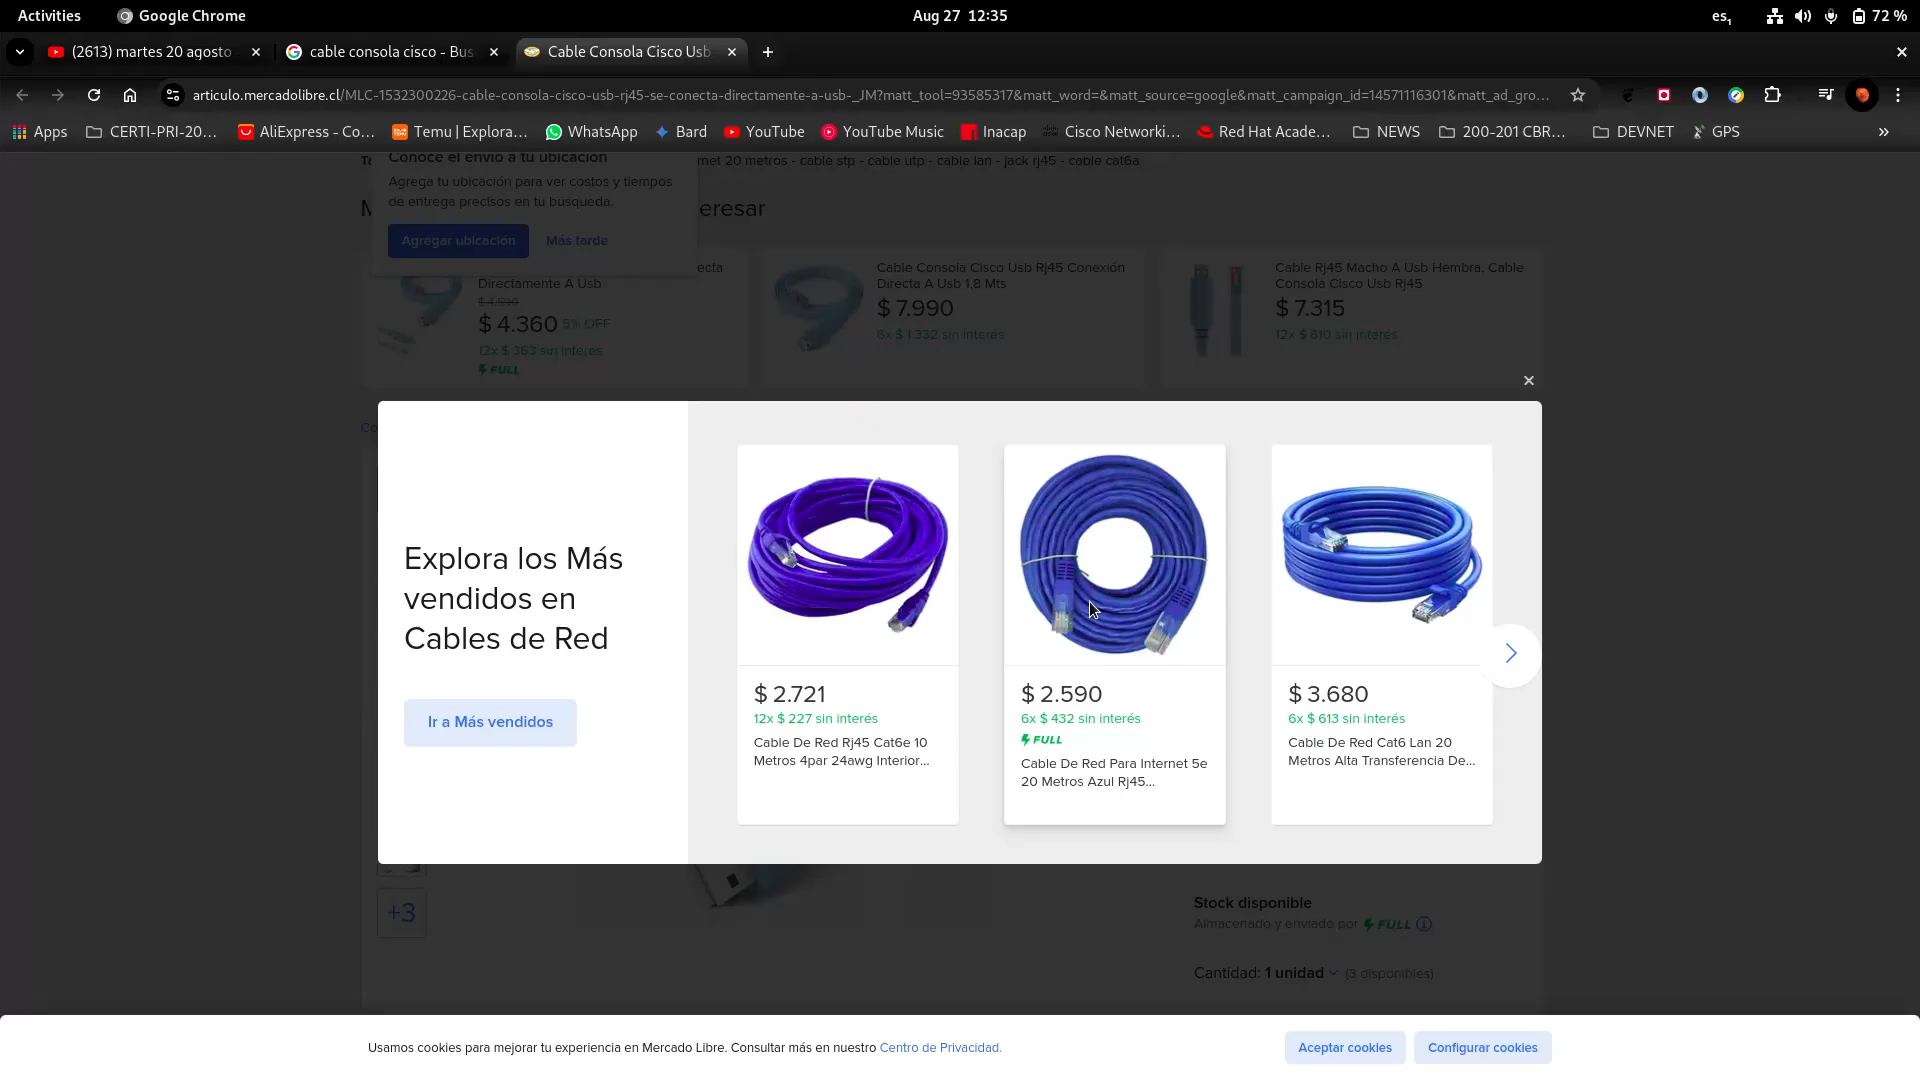 Activities
Google Chrome
Aug 27 12:35
es1
72 %
(2613) martes 20 agosto
cable consola cisco - Bus
Cable Consola Cisco Usb
articulo.mercadolibre.cl/MLC-1532300226-cable-consola-cisco-usb-rj45-se-conecta-directamente-a-usb-_JM?matt_tool=93585317&matt_word=&matt_source=google&matt_campaign_id=14571116301&matt_ad_gro...
Apps
CERTI-PRI-20...
AliExpress - Co...
Temu | Explora...
WhatsApp
Bard
YouTube
YouTube Music
Inacap
Cisco Networki...
Red Hat Acade...
NEWS
200-201 CBR...
DEVNET
GPS
»
Conoce el envío a tu ubicación
net 20 metros - cable stp - cable utp - cable lan - jack rj45 - cable cat6a
Agrega tu ubicación para ver costos y tiempos
de entrega precisos en tu búsqueda.
eresar
Agregar ubicación
Más tarde
ecta
Directamente A Usb
$ 4.590
$ 4.360 5% OFF
12x $ 363 sin interés
FULL
Cable Consola Cisco Usb Rj45 Conexión
Directa A Usb 1,8 Mts
$ 7.990
6x $ 1.332 sin interés
Cable Rj45 Macho A Usb Hembra. Cable
Consola Cisco Usb Rj45
$ 7.315
12x $ 610 sin interés
Co
Explora los Más
vendidos en
Cables de Red
Ir a Más vendidos
$ 2.721
12x $ 227 sin interés
Cable De Red Rj45 Cat6e 10
Metros 4par 24awg Interior...
$ 2.590
6x $ 432 sin interés
FULL
Cable De Red Para Internet 5e
20 Metros Azul Rj45...
$ 3.680
6x $ 613 sin interés
Cable De Red Cat6 Lan 20
Metros Alta Transferencia De...
+3
Stock disponible
Almacenado y enviado por FULL
Cantidad: 1 unidad (3 disponibles)
Usamos cookies para mejorar tu experiencia en Mercado Libre. Consultar más en nuestro Centro de Privacidad.
Aceptar cookies
Configurar cookies